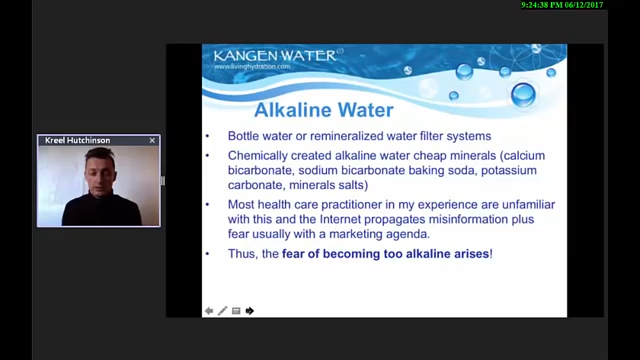 9:24:38 PM 06/12/2017
KANGEN WATER®
www.livinghydration.com
Kreel Hutchinson
Alkaline Water
• Bottle water or remineralized water filter systems
• Chemically created alkaline water cheap minerals (calcium
bicarbonate, sodium bicarbonate baking soda, potassium
carbonate, minerals salts)
• Most health care practitioner in my experience are unfamiliar
with this and the Internet propagates misinformation plus
fear usually with a marketing agenda.
• Thus, the fear of becoming too alkaline arises!